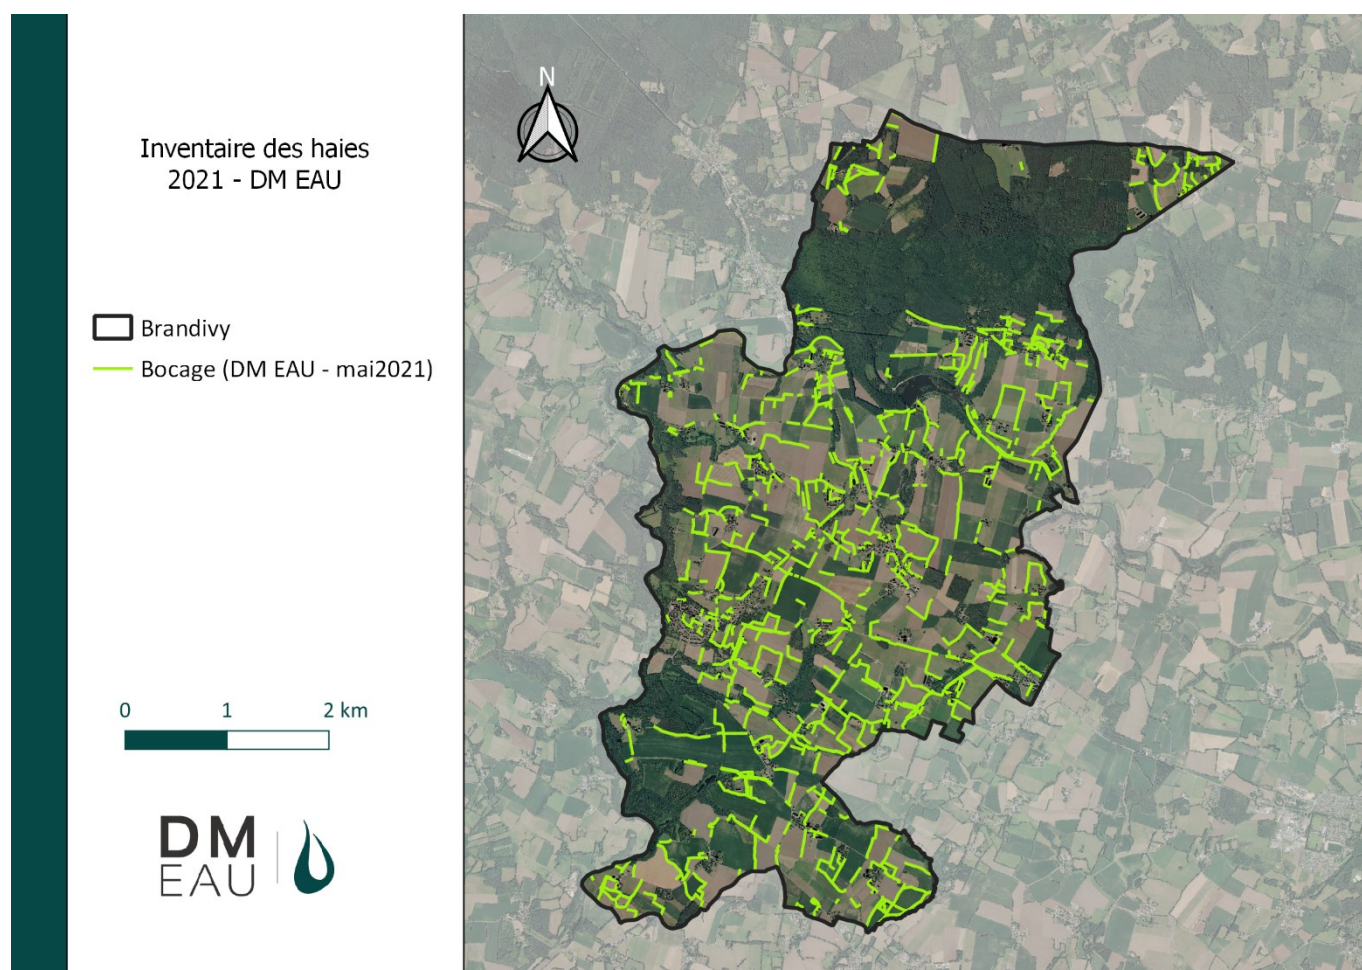 Inventaire des haies
2021 - DM EAU
N
Brandivy
Bocage (DM EAU - mai2021)
0 1 2 km
DM
EAU